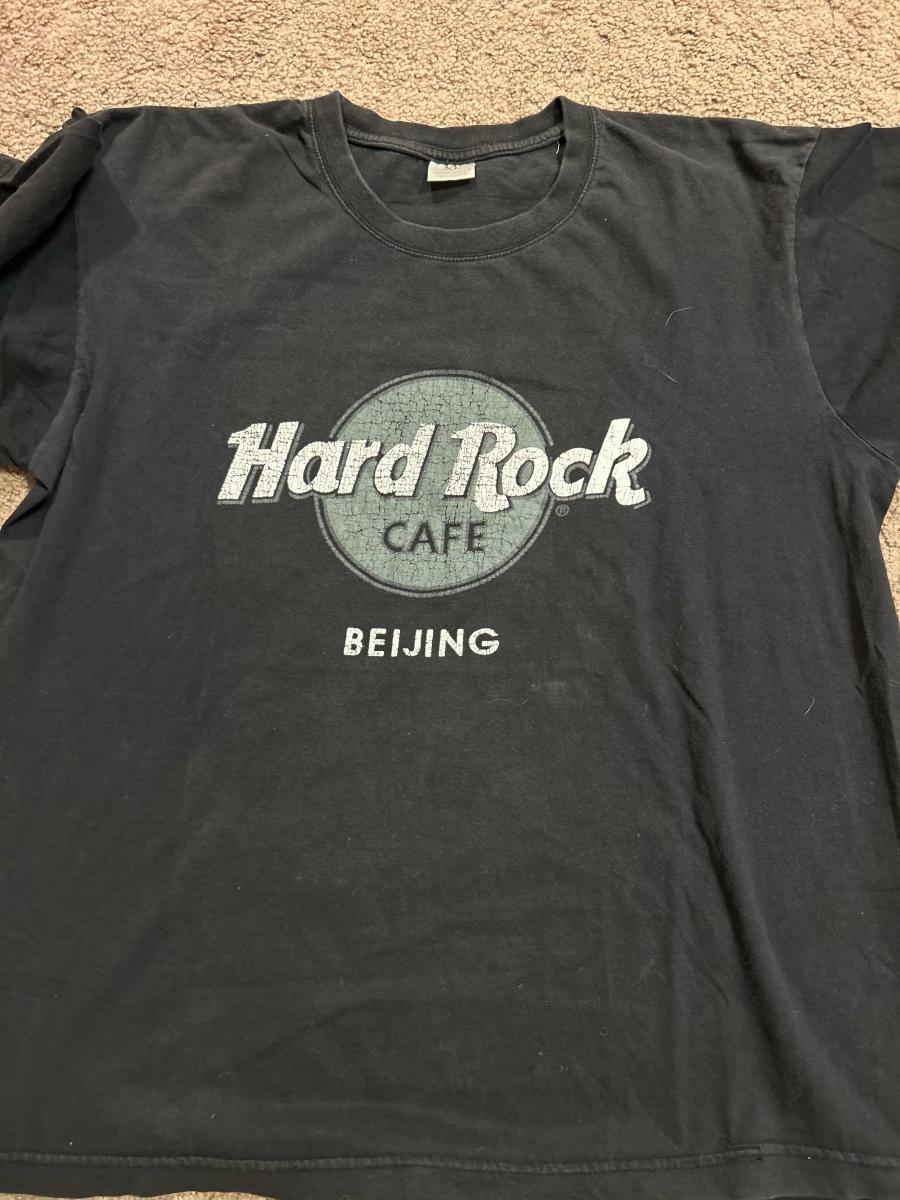 Hard Rock
®
CAFE
BEIJING